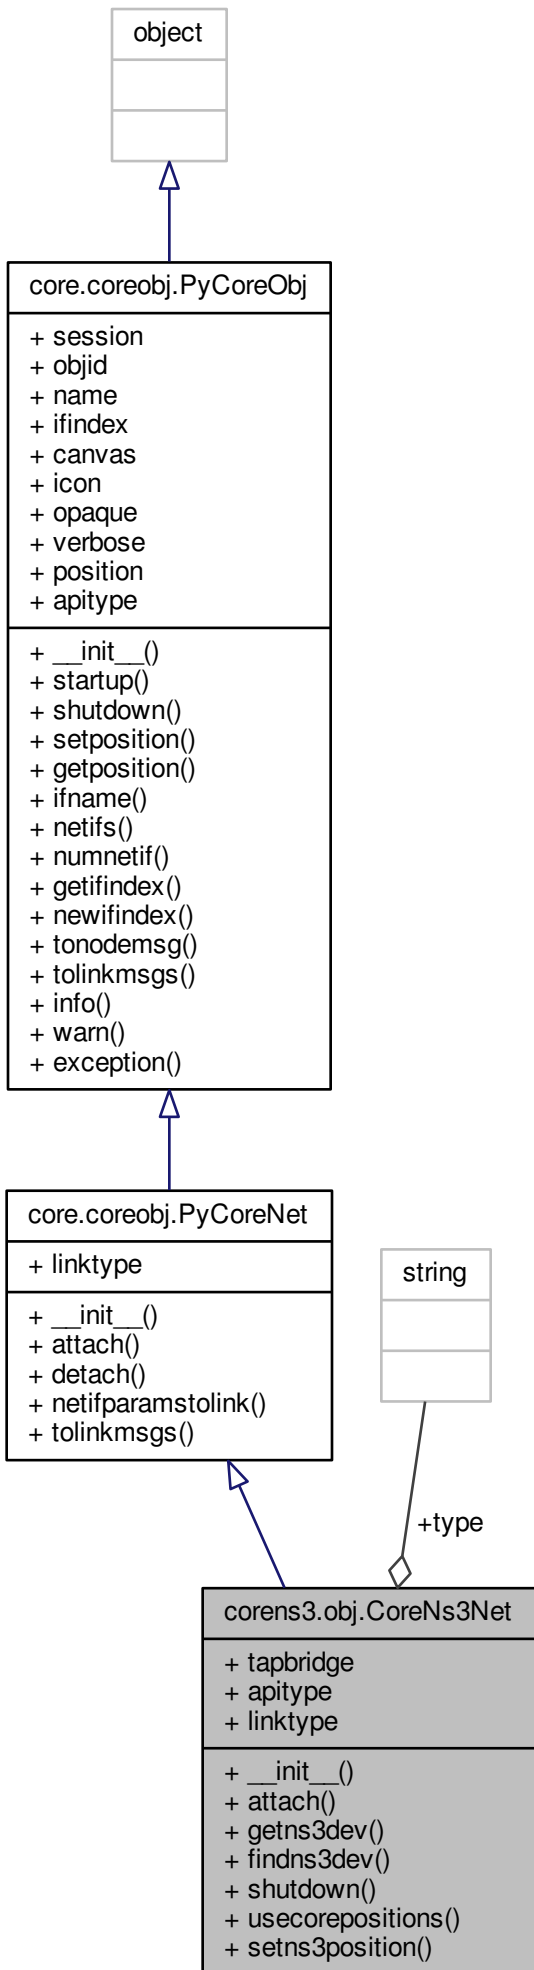 object
core.coreobj.PyCoreObj
+ session
+ objid
+ name
+ ifindex
+ canvas
+ icon
+ opaque
+ verbose
+ position
+ apitype
+ __init__()
+ startup()
+ shutdown()
+ setposition()
+ getposition()
+ ifname()
+ netifs()
+ numnetif()
+ getifindex()
+ newifindex()
+ tonodemsg()
+ tolinkmsgs()
+ info()
+ warn()
+ exception()
core.coreobj.PyCoreNet
+ linktype
+ __init__()
+ attach()
+ detach()
+ netifparamstolink()
+ tolinkmsgs()
string
+type
corens3.obj.CoreNs3Net
+ tapbridge
+ apitype
+ linktype
+ __init__()
+ attach()
+ getns3dev()
+ findns3dev()
+ shutdown()
+ usecorepositions()
+ setns3position()